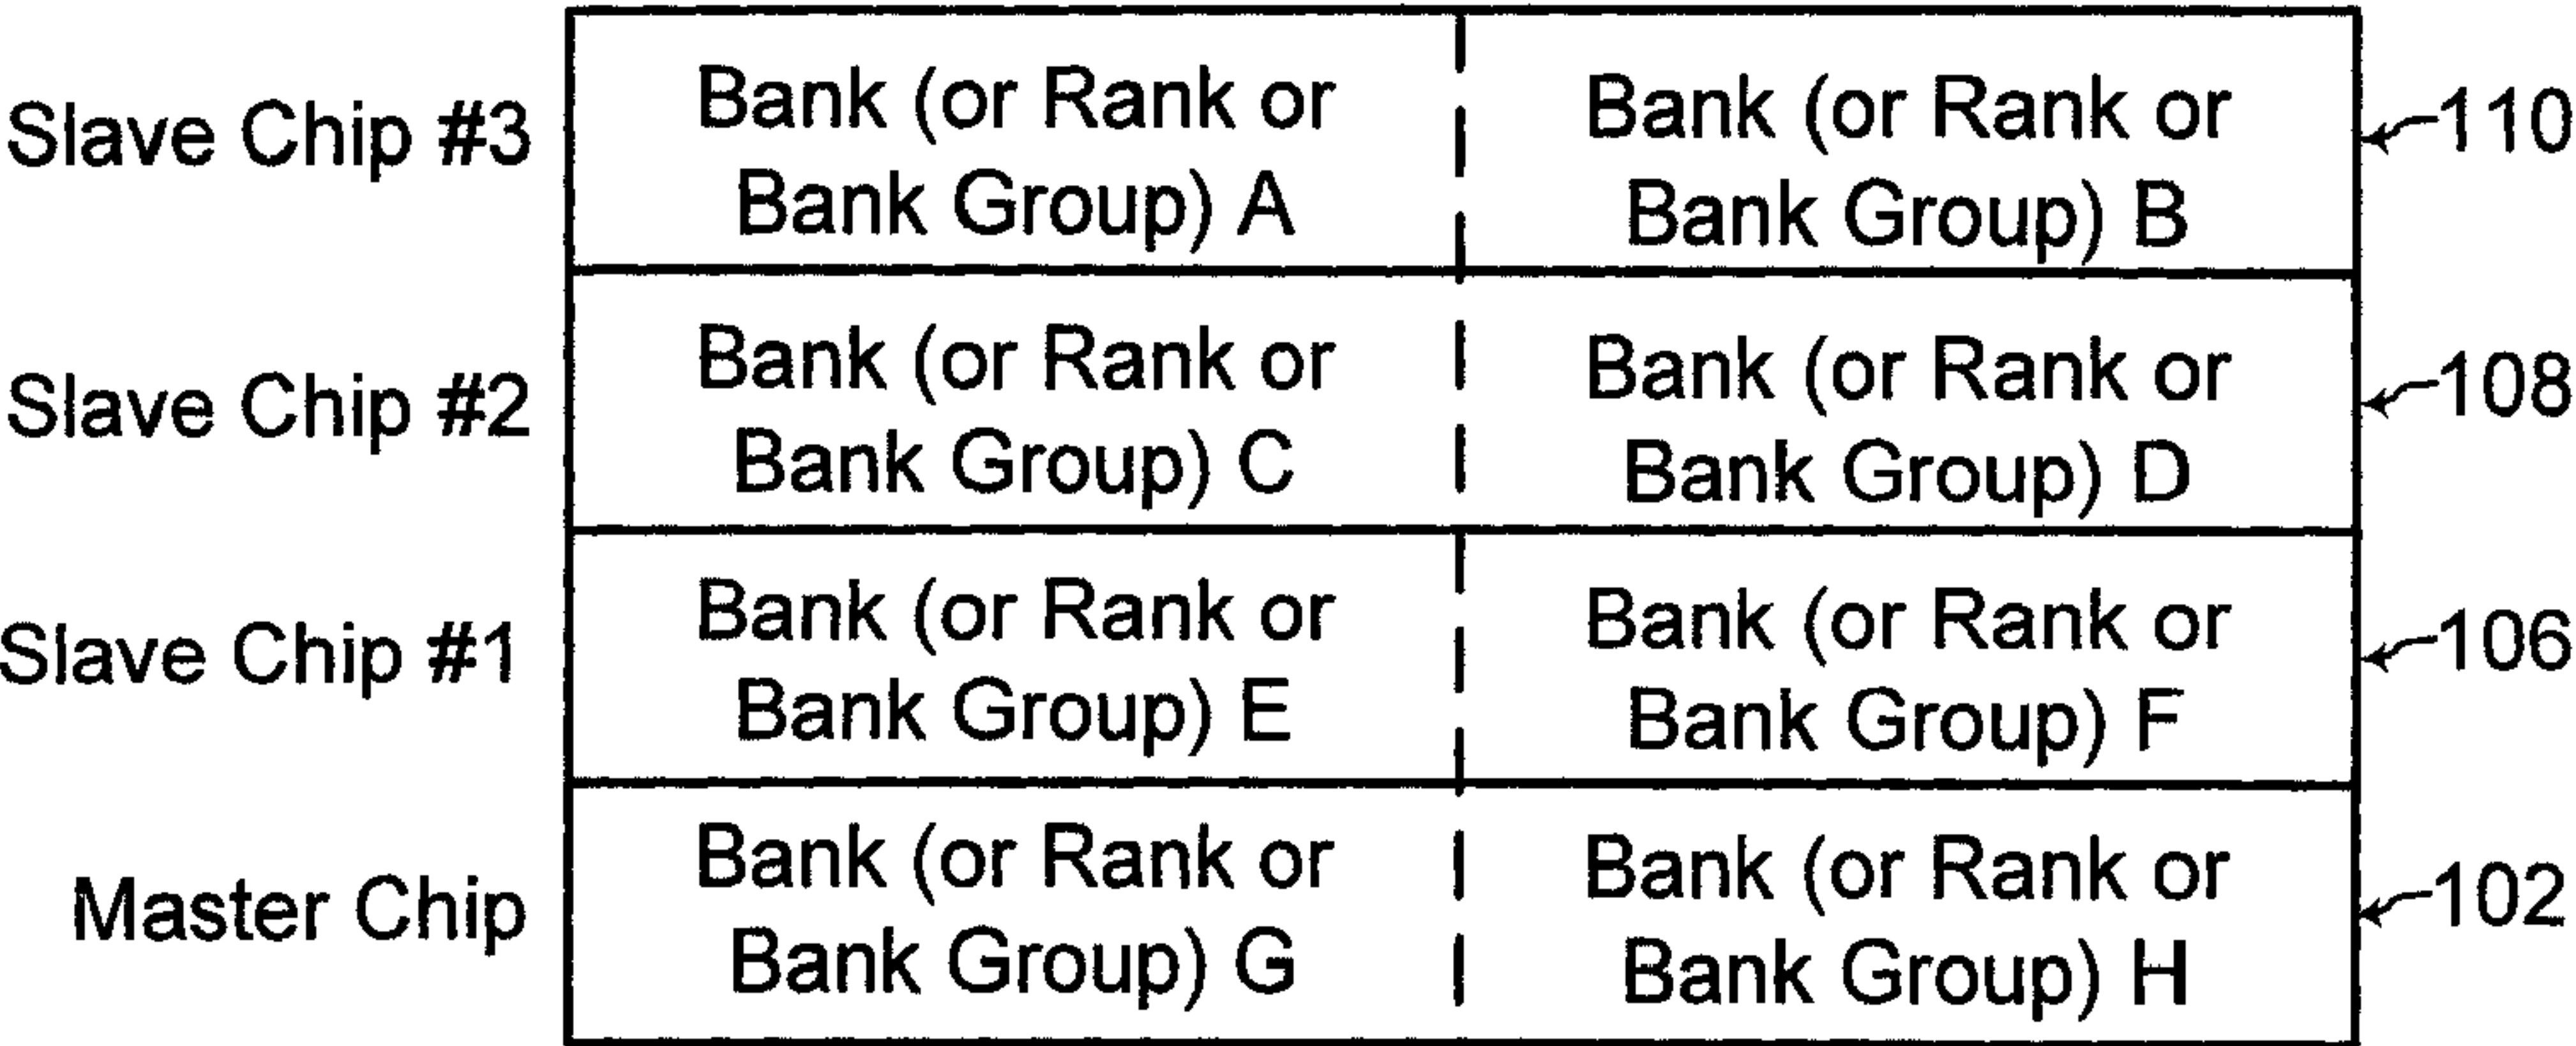 Slave Chip #3
Bank (or Rank or
Bank Group) A
Bank (or Rank or
Bank Group) B
110
Slave Chip #2
Bank (or Rank or
Bank Group) C
Bank (or Rank or
Bank Group) D
108
Slave Chip #1
Bank (or Rank or
Bank Group) E
Bank (or Rank or
Bank Group) F
106
Master Chip
Bank (or Rank or
Bank Group) G
Bank (or Rank or
Bank Group) H
102